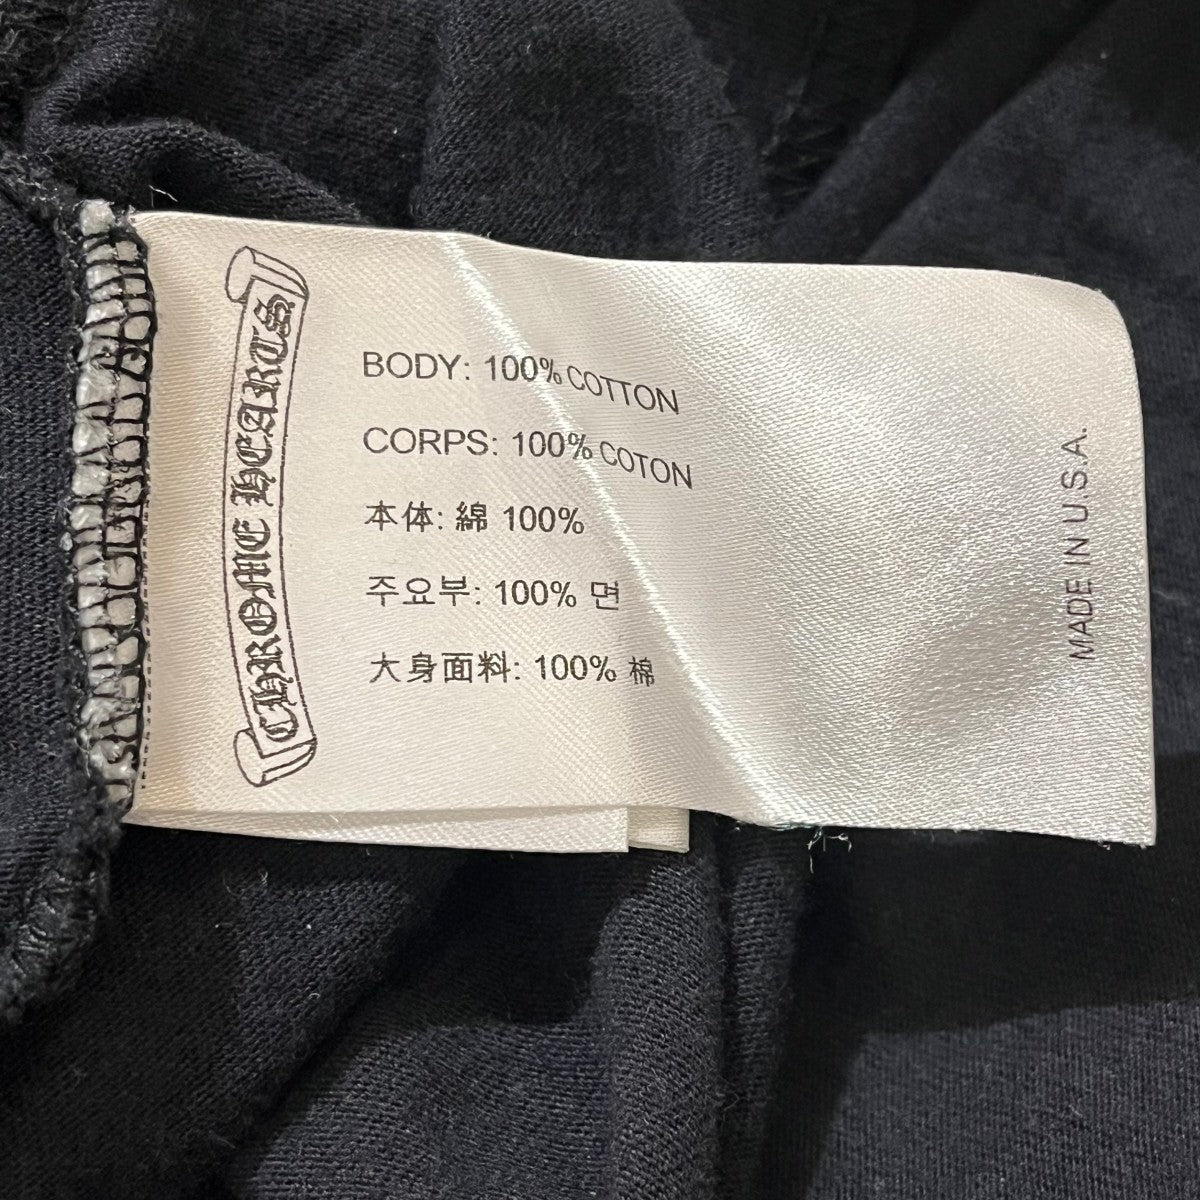 CHROME HEARTS
BODY: 100% COTTON
CORPS: 100% COTON
本体: 綿 100%
주요부: 100% 면
大身面料: 100% 棉
MADE IN U.S.A.